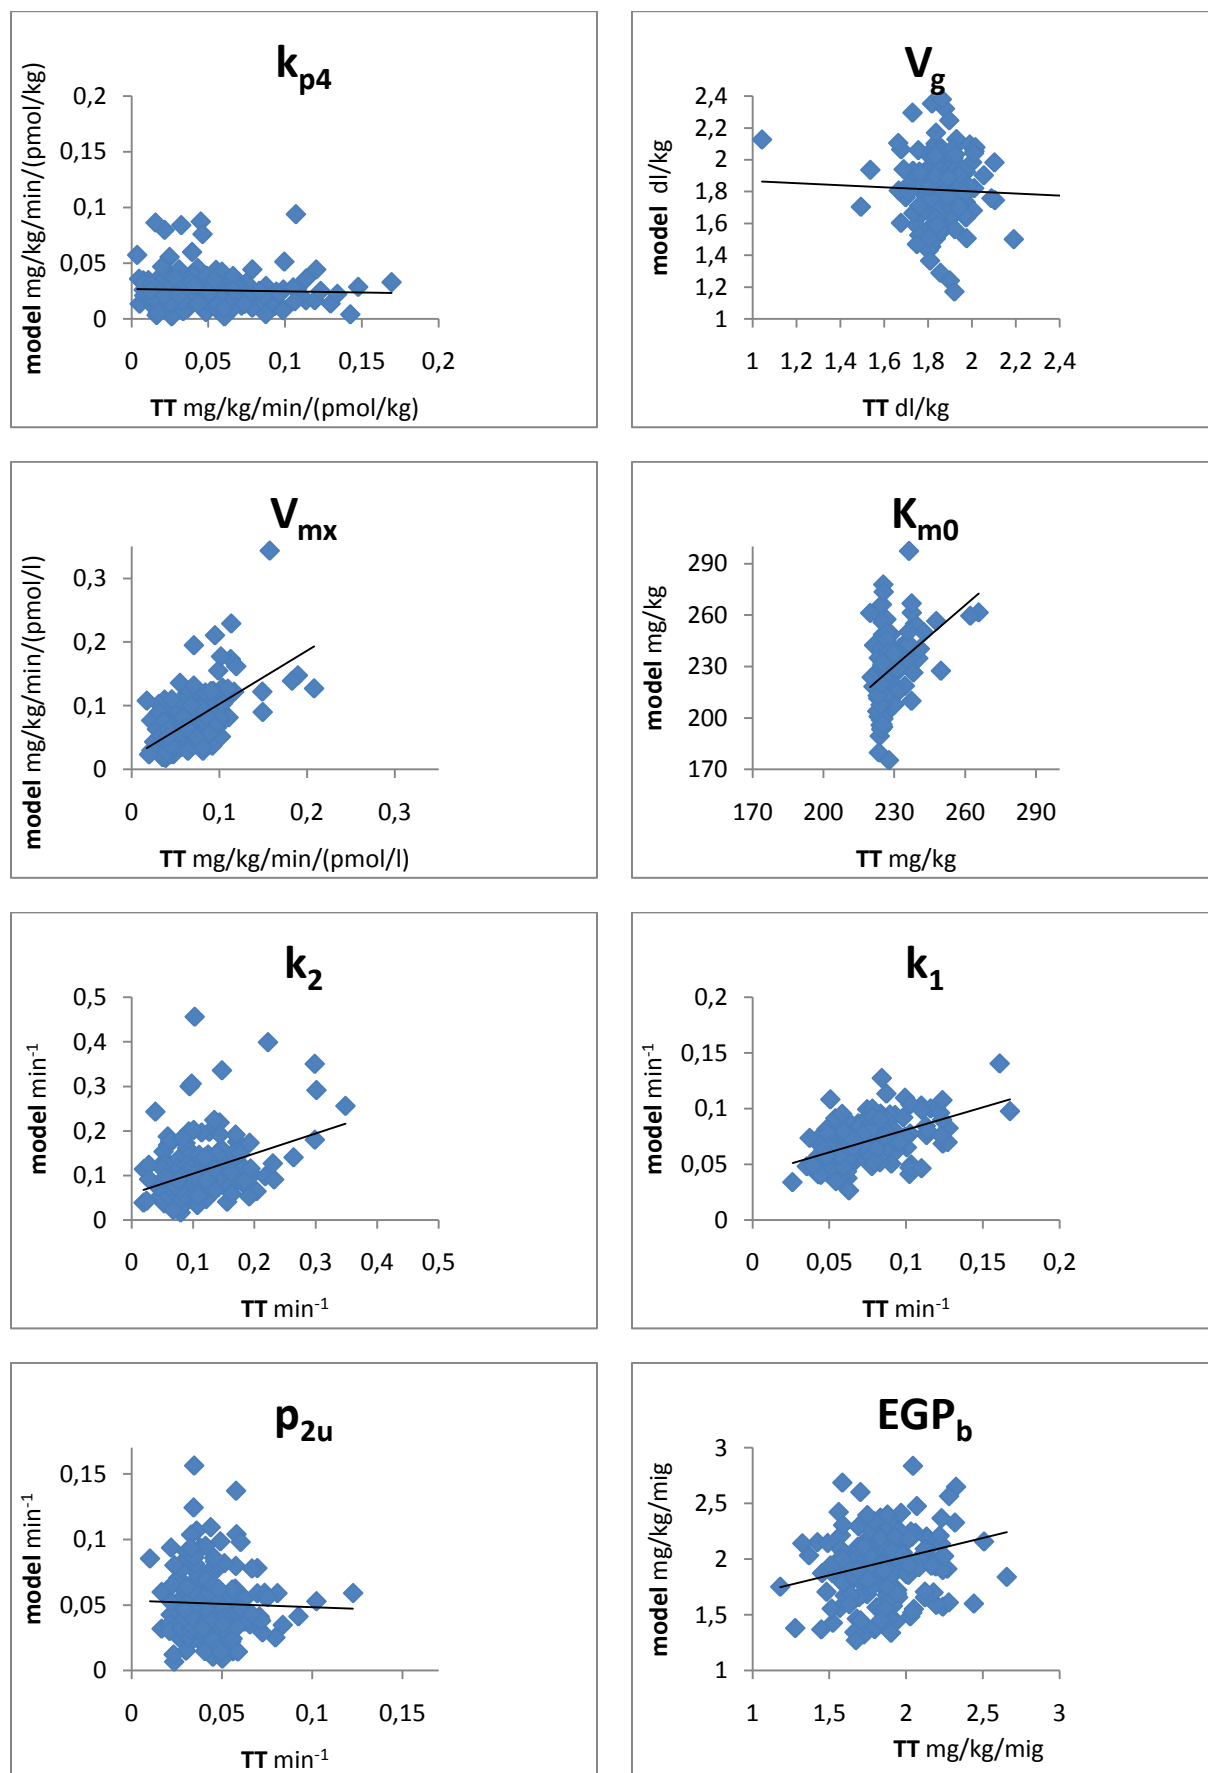 k_p4
model mg/kg/min/(pmol/kg)
0,2
0,15
0,1
0,05
0
0 0,05 0,1 0,15 0,2
TT mg/kg/min/(pmol/kg)
V_g
model dl/kg
2,4
2,2
2
1,8
1,6
1,4
1,2
1
1 1,2 1,4 1,6 1,8 2 2,2 2,4
TT dl/kg
V_mx
model mg/kg/min/(pmol/l)
0,3
0,2
0,1
0
0 0,1 0,2 0,3
TT mg/kg/min/(pmol/l)
K_m0
model mg/kg
290
260
230
200
170
170 200 230 260 290
TT mg/kg
k_2
model min⁻¹
0,5
0,4
0,3
0,2
0,1
0
0 0,1 0,2 0,3 0,4 0,5
TT min⁻¹
k_1
model min⁻¹
0,2
0,15
0,1
0,05
0
0 0,05 0,1 0,15 0,2
TT min⁻¹
p_2u
model min⁻¹
0,15
0,1
0,05
0
0 0,05 0,1 0,15
TT min⁻¹
EGP_b
model mg/kg/mig
3
2,5
2
1,5
1
1 1,5 2 2,5 3
TT mg/kg/mig